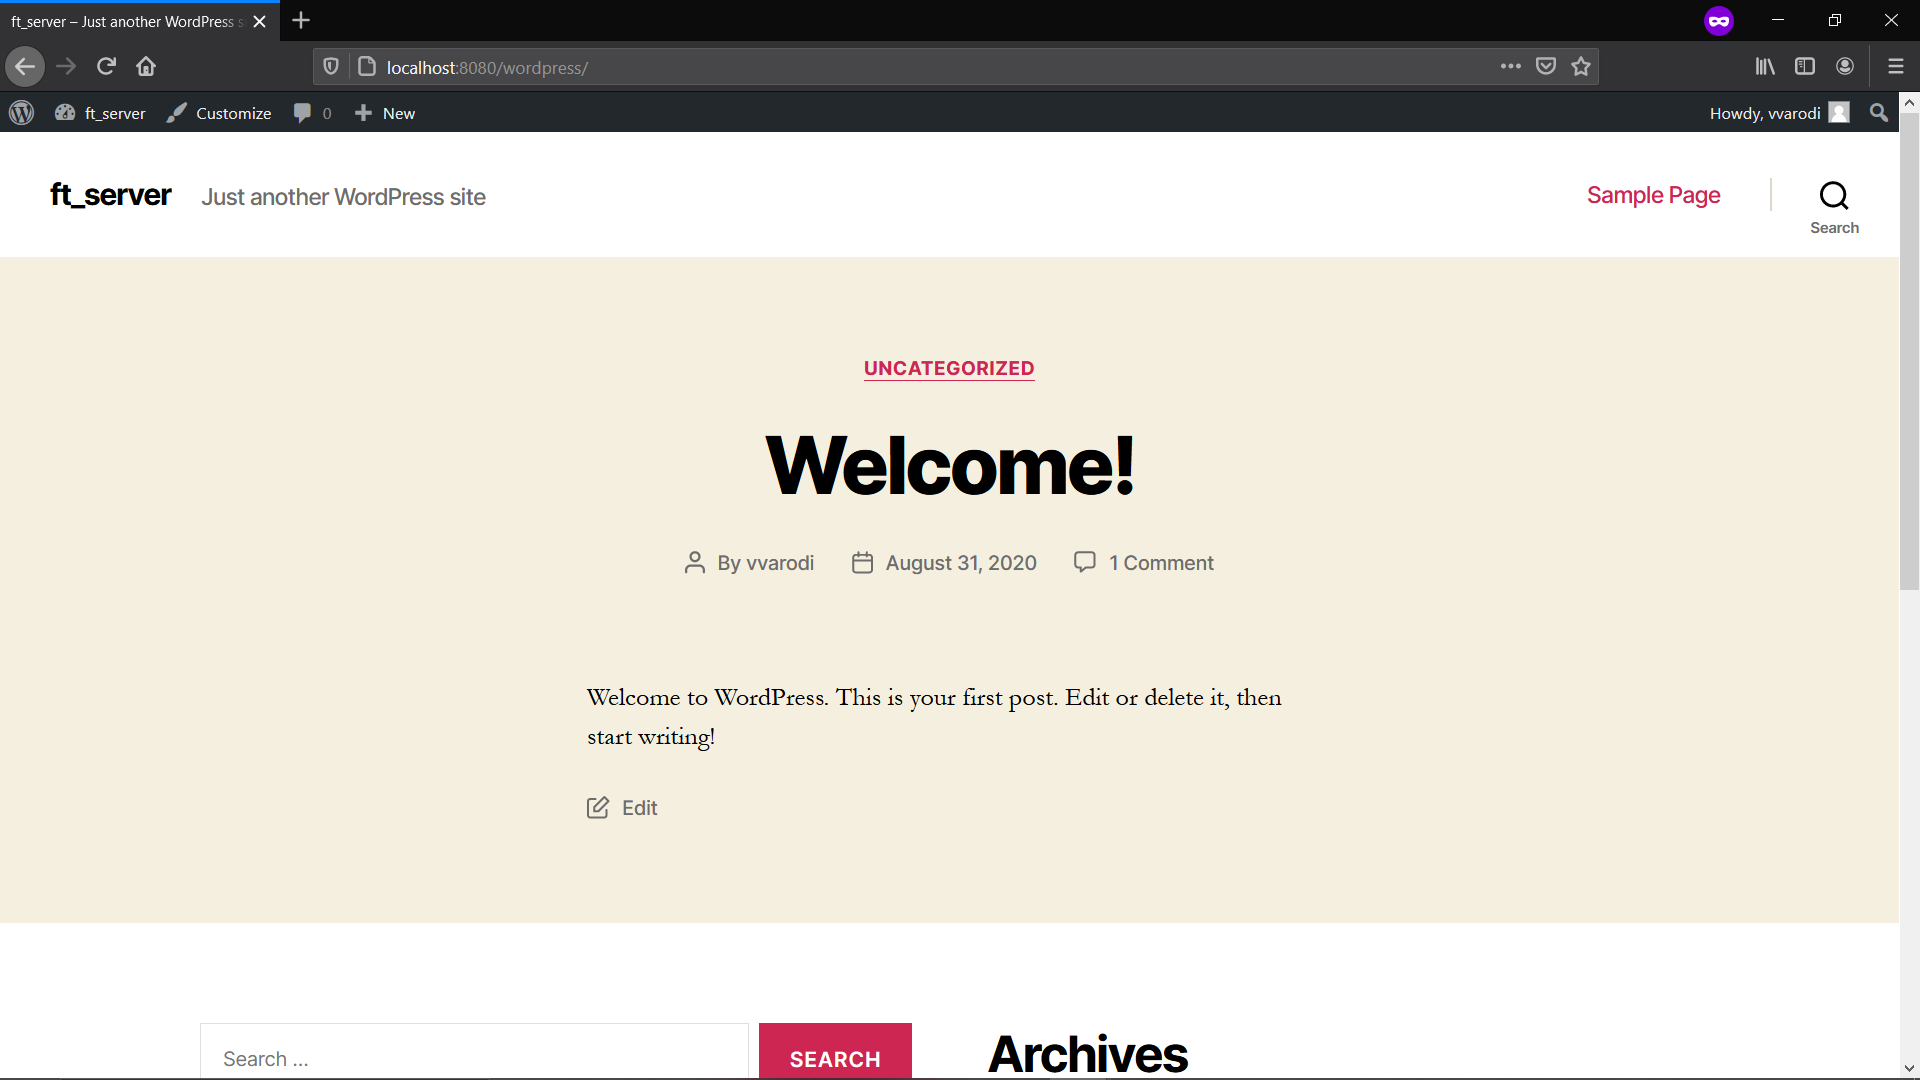 ft_server – Just another WordPress s
localhost:8080/wordpress/
ft_server Customize 0 New Howdy, vvarodi
ft_server Just another WordPress site Sample Page
Search
UNCATEGORIZED
Welcome!
By vvarodi August 31, 2020 1 Comment
Welcome to WordPress. This is your first post. Edit or delete it, then
start writing!
Edit
Search … SEARCH Archives